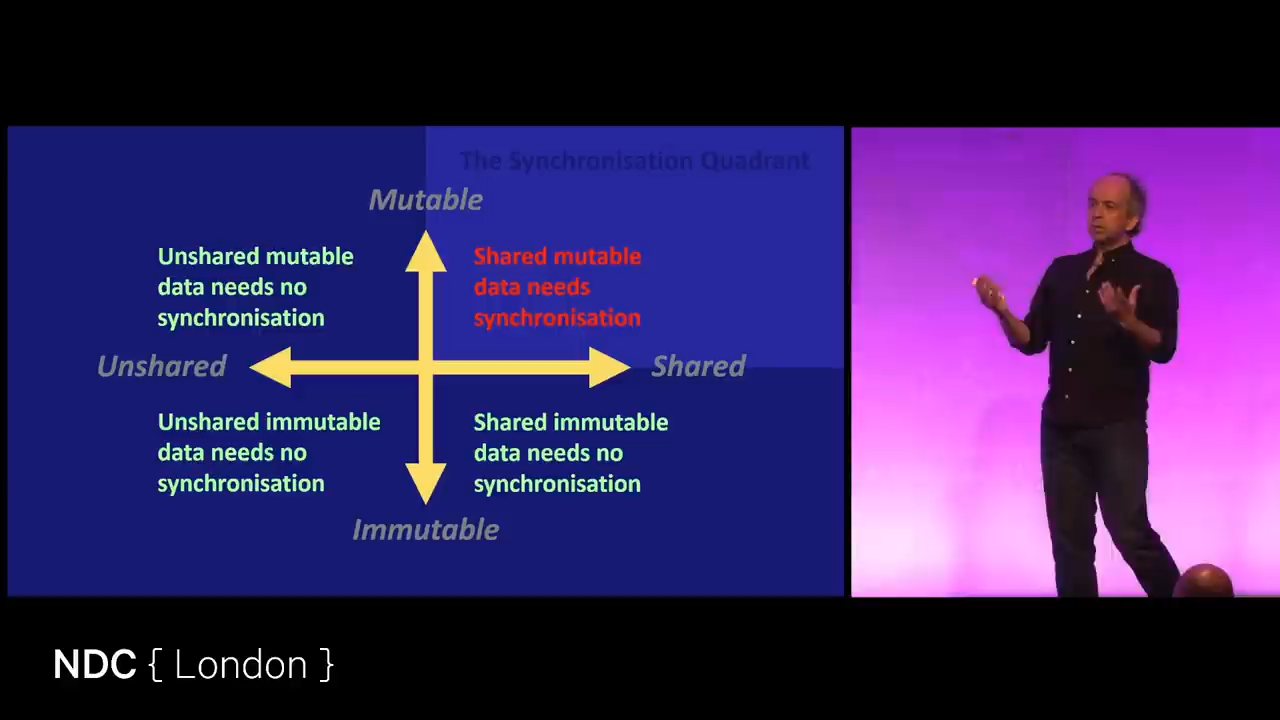 The Synchronisation Quadrant
Mutable
Unshared mutable
data needs no
synchronisation
Shared mutable
data needs
synchronisation
Unshared
Shared
Unshared immutable
data needs no
synchronisation
Shared immutable
data needs no
synchronisation
Immutable
NDC { London }